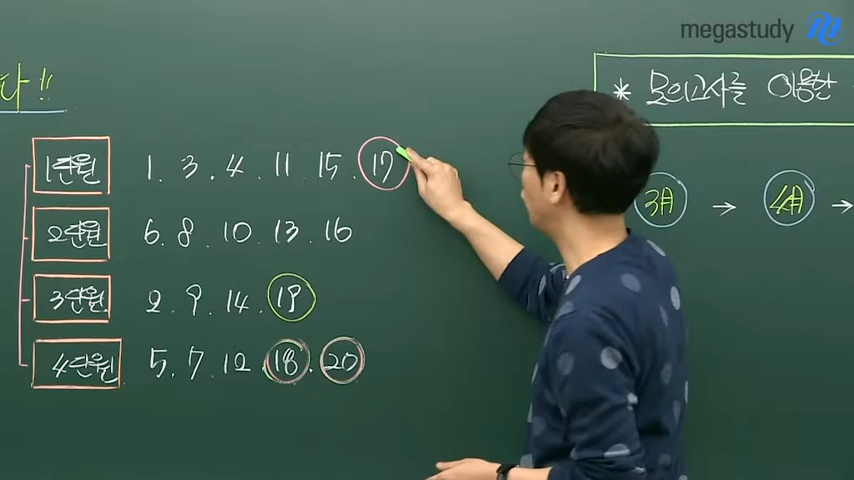 megastudy
다!!
* 모의고사를 이용한
1단원 1. 3. 4. 11. 15. 17
3月 → 4月 →
2단원 6. 8. 10. 13. 16
3단원 2. 9. 14. 19
4단원 5. 7. 12. 18. 20